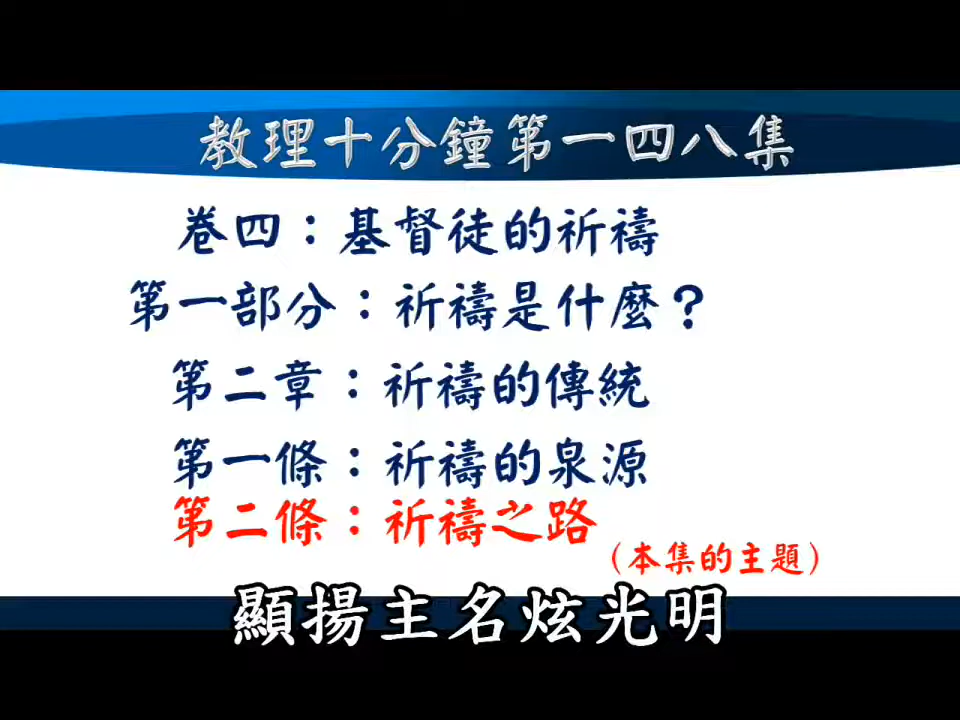 教理十分鐘第一四八集
卷四：基督徒的祈禱
第一部分：祈禱是什麼？
第二章：祈禱的傳統
第一條：祈禱的泉源
第二條：祈禱之路
（本集的主題）
顯揚主名炫光明